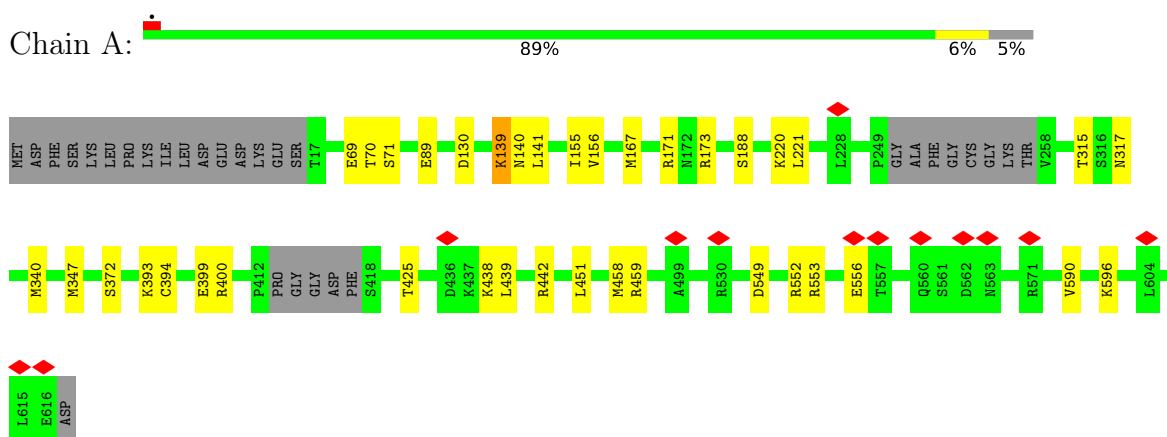 Chain A:
89% 6% 5%
MET ASP PHE SER LYS LEU PRO LYS ILE LEU ASP GLU ASP LYS GLU SER T17 E69 T70 S71 E89 D130 K139 N140 L141 I155 V156 M167 R171 N172 R173 S188 K220 L221 L228 P249 GLY ALA PHE GLY CYS GLY LYS THR V258 T315 S316 N317
M340 M347 S372 K393 C394 E399 R400 P412 PRO GLY GLY ASP PHE S418 T425 D436 K437 K438 L439 R442 L451 M458 R459 A499 R530 D549 R552 R553 E556 T557 Q560 S561 D562 N563 R571 V590 K596 L604
L615 E616 ASP